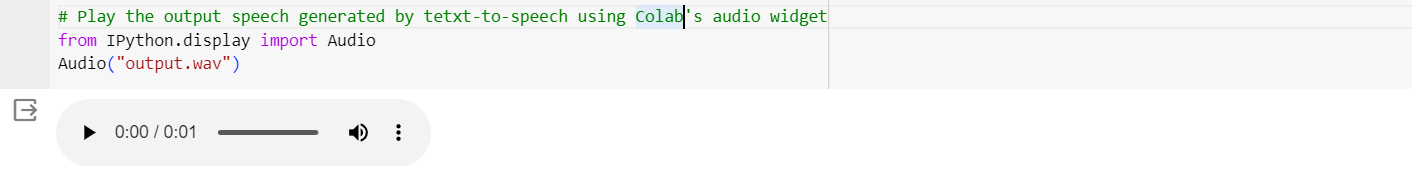 # Play the output speech generated by tetxt-to-speech using Colab's audio widget
from IPython.display import Audio
Audio("output.wav")
0:00 / 0:01